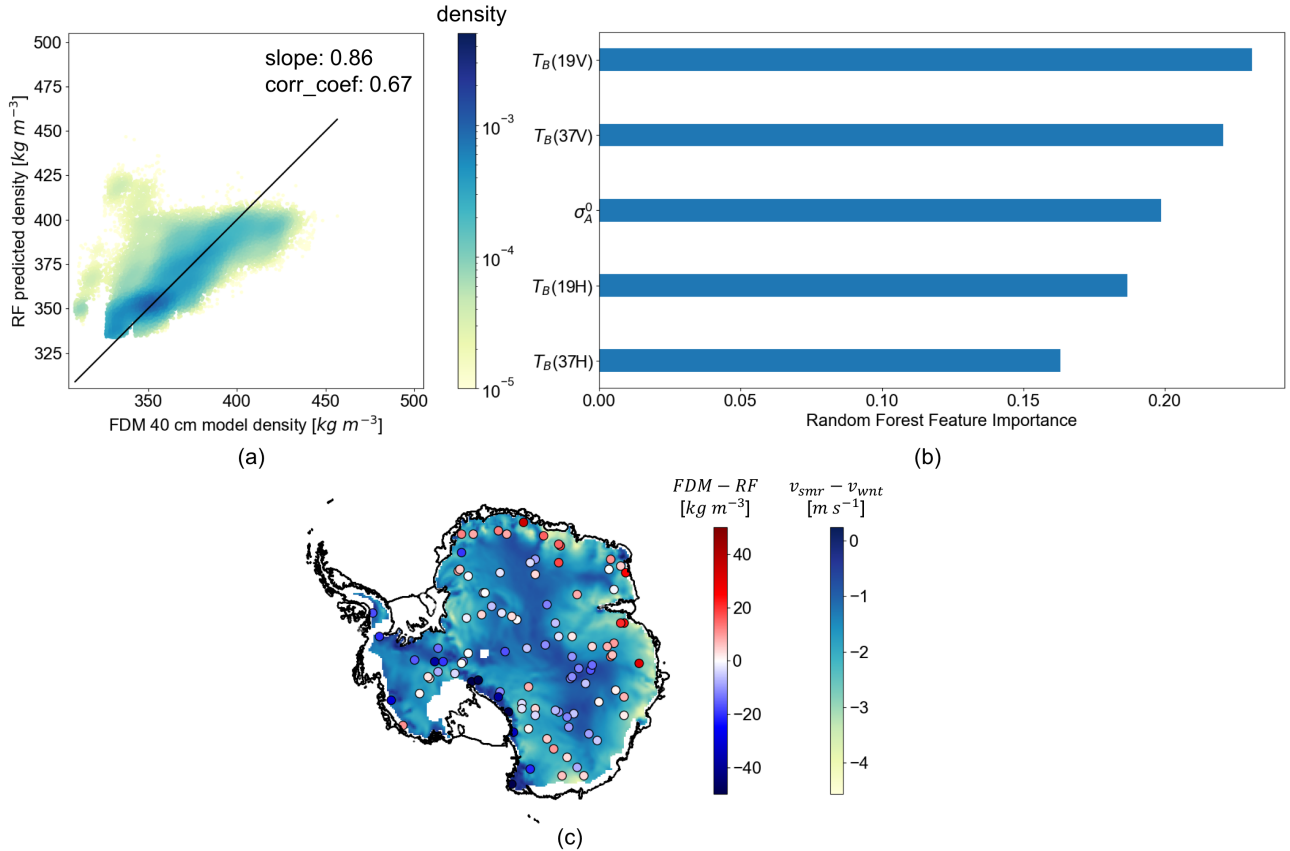 density
slope: 0.86
corr_coef: 0.67
500
475
450
425
400
375
350
325
RF predicted density [kg m⁻³]
350
400
450
500
FDM 40 cm model density [kg m⁻³]
10⁻³
10⁻⁴
10⁻⁵
(a)
T_B(19V)
T_B(37V)
σ⁰_A
T_B(19H)
T_B(37H)
0.00
0.05
0.10
0.15
0.20
Random Forest Feature Importance
(b)
FDM − RF
[kg m⁻³]
40
20
0
−20
−40
v_smr − v_wnt
[m s⁻¹]
0
−1
−2
−3
−4
(c)